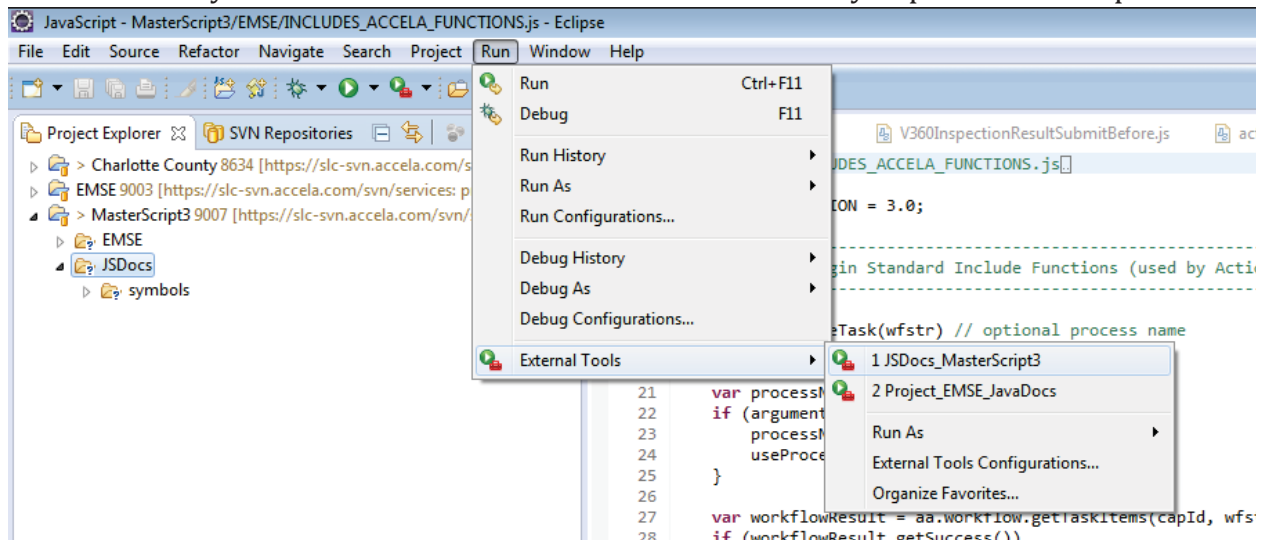 JavaScript - MasterScript3/EMSE/INCLUDES_ACCELA_FUNCTIONS.js - Eclipse
File Edit Source Refactor Navigate Search Project Run Window Help
Run Ctrl+F11
Debug F11
Project Explorer SVN Repositories
V360InspectionResultSubmitBefore.js ac
> Charlotte County 8634 [https://slc-svn.accela.com/s
Run History
UDES_ACCELA_FUNCTIONS.js
EMSE 9003 [https://slc-svn.accela.com/svn/services: p
Run As
> MasterScript3 9007 [https://slc-svn.accela.com/svn/
Run Configurations...
ION = 3.0;
EMSE
JSDocs
Debug History
gin Standard Include Functions (used by Acti
symbols
Debug As
Debug Configurations...
eTask(wfstr) // optional process name
External Tools
1 JSDocs_MasterScript3
21 var processN
2 Project_EMSE_JavaDocs
22 if (argument
23 processN
Run As
24 useProce
External Tools Configurations...
25 }
Organize Favorites...
26
27 var workflowResult = aa.workflow.getTaskItems(capId, wfst
28 if (workflowResult.getSuccess())